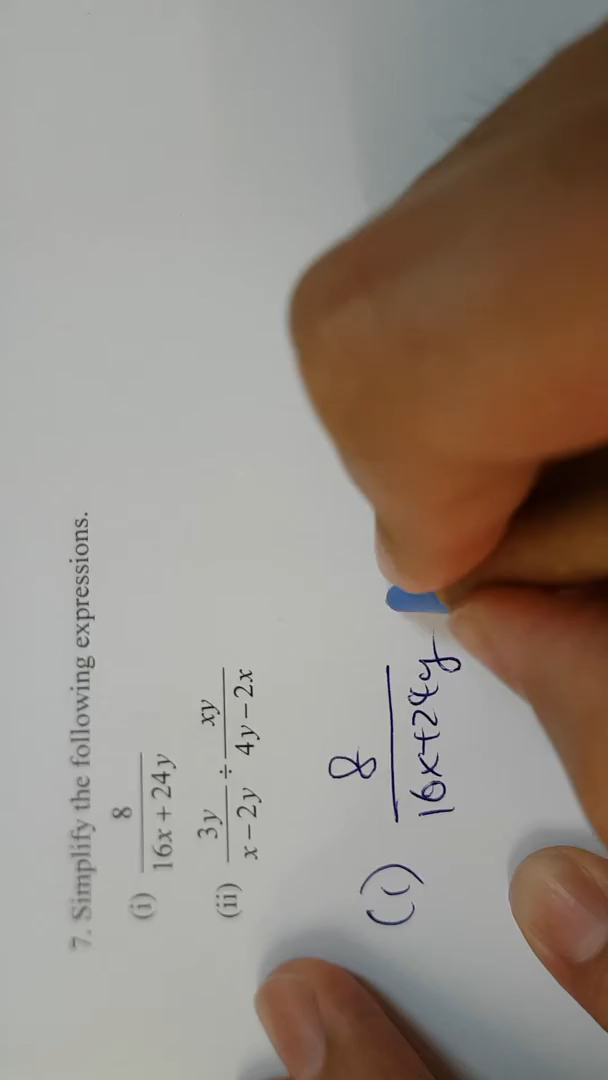 7. Simplify the following expressions.
(i) 8/(16x + 24y)
(ii) 3y/(x − 2y) ÷ xy/(4y − 2x)
(i) 8/(16x+24y)